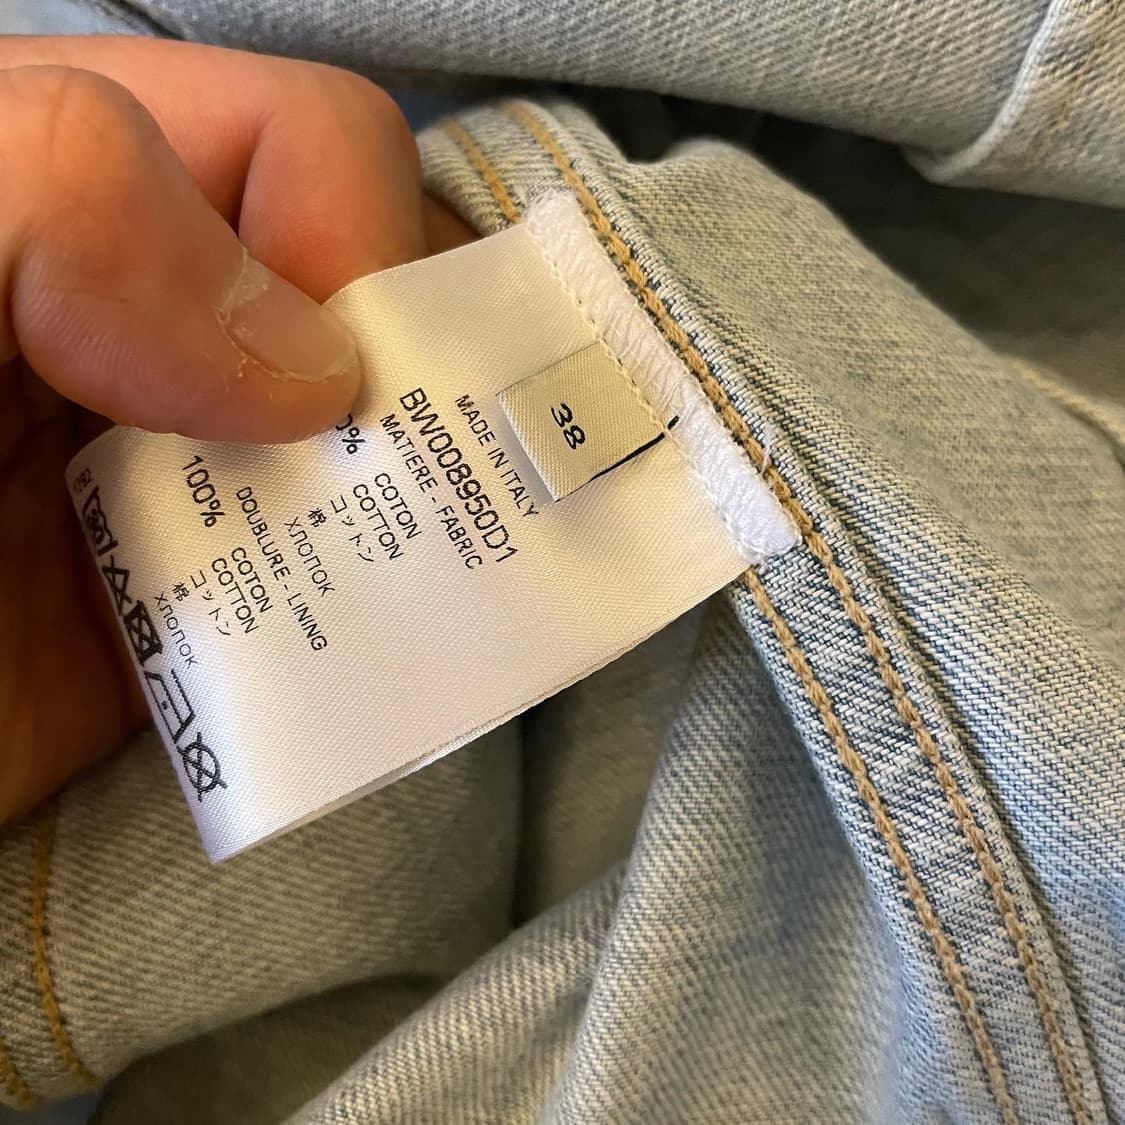 38
MADE IN ITALY
BW008950D1
MATIERE - FABRIC
0% COTON
COTTON
コットン
棉
ХЛОПОК
DOUBLURE - LINING
100% COTON
COTTON
コットン
棉
ХЛОПОК